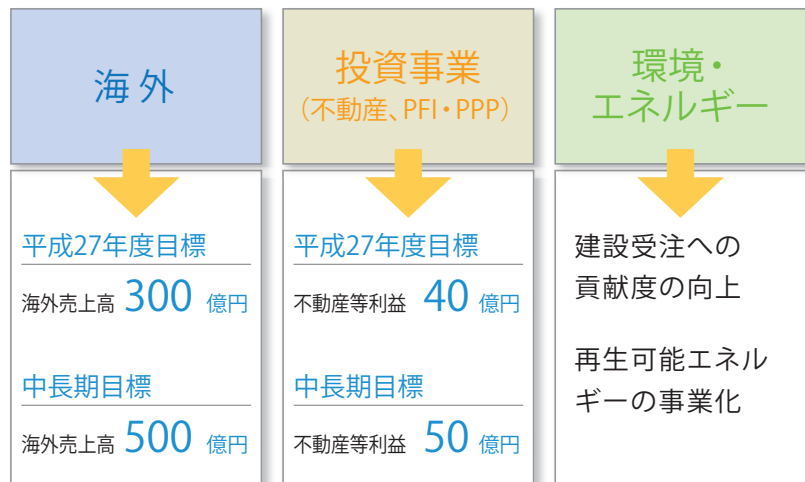 海外
平成27年度目標
海外売上高 300 億円
中長期目標
海外売上高 500 億円
投資事業
（不動産、PFI・PPP）
平成27年度目標
不動産等利益 40 億円
中長期目標
不動産等利益 50 億円
環境・
エネルギー
建設受注への
貢献度の向上
再生可能エネル
ギーの事業化